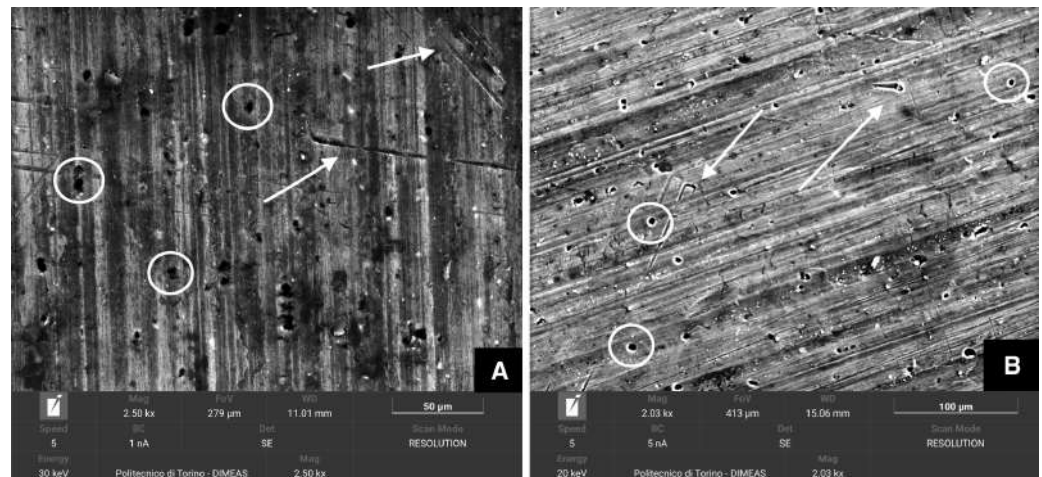 A
Mag FoV WD
2.50 kx 279 µm 11.01 mm 50 µm
Speed BC Det Scan Mode
5 1 nA SE RESOLUTION
Energy Mag
30 keV Politecnico di Torino - DIMEAS 2.50 kx
B
Mag FoV WD
2.03 kx 413 µm 15.06 mm 100 µm
Speed BC Det Scan Mode
5 5 nA SE RESOLUTION
Energy Mag
20 keV Politecnico di Torino - DIMEAS 2.03 kx